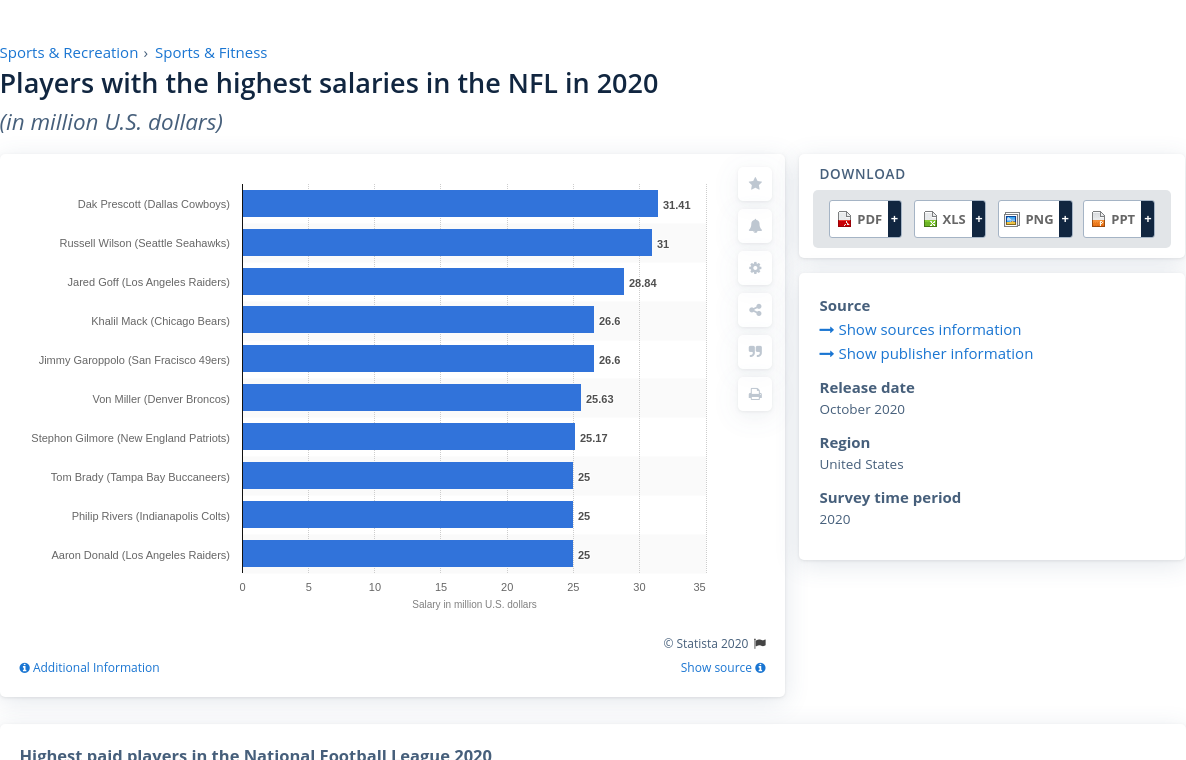 Sports & Recreation › Sports & Fitness
Players with the highest salaries in the NFL in 2020
(in million U.S. dollars)
Dak Prescott (Dallas Cowboys) 31.41
Russell Wilson (Seattle Seahawks) 31
Jared Goff (Los Angeles Raiders) 28.84
Khalil Mack (Chicago Bears) 26.6
Jimmy Garoppolo (San Fracisco 49ers) 26.6
Von Miller (Denver Broncos) 25.63
Stephon Gilmore (New England Patriots) 25.17
Tom Brady (Tampa Bay Buccaneers) 25
Philip Rivers (Indianapolis Colts) 25
Aaron Donald (Los Angeles Raiders) 25
0 5 10 15 20 25 30 35
Salary in million U.S. dollars
© Statista 2020
Additional Information
Show source
DOWNLOAD
PDF + XLS + PNG + PPT +
Source
Show sources information
Show publisher information
Release date
October 2020
Region
United States
Survey time period
2020
Highest paid players in the National Football League 2020